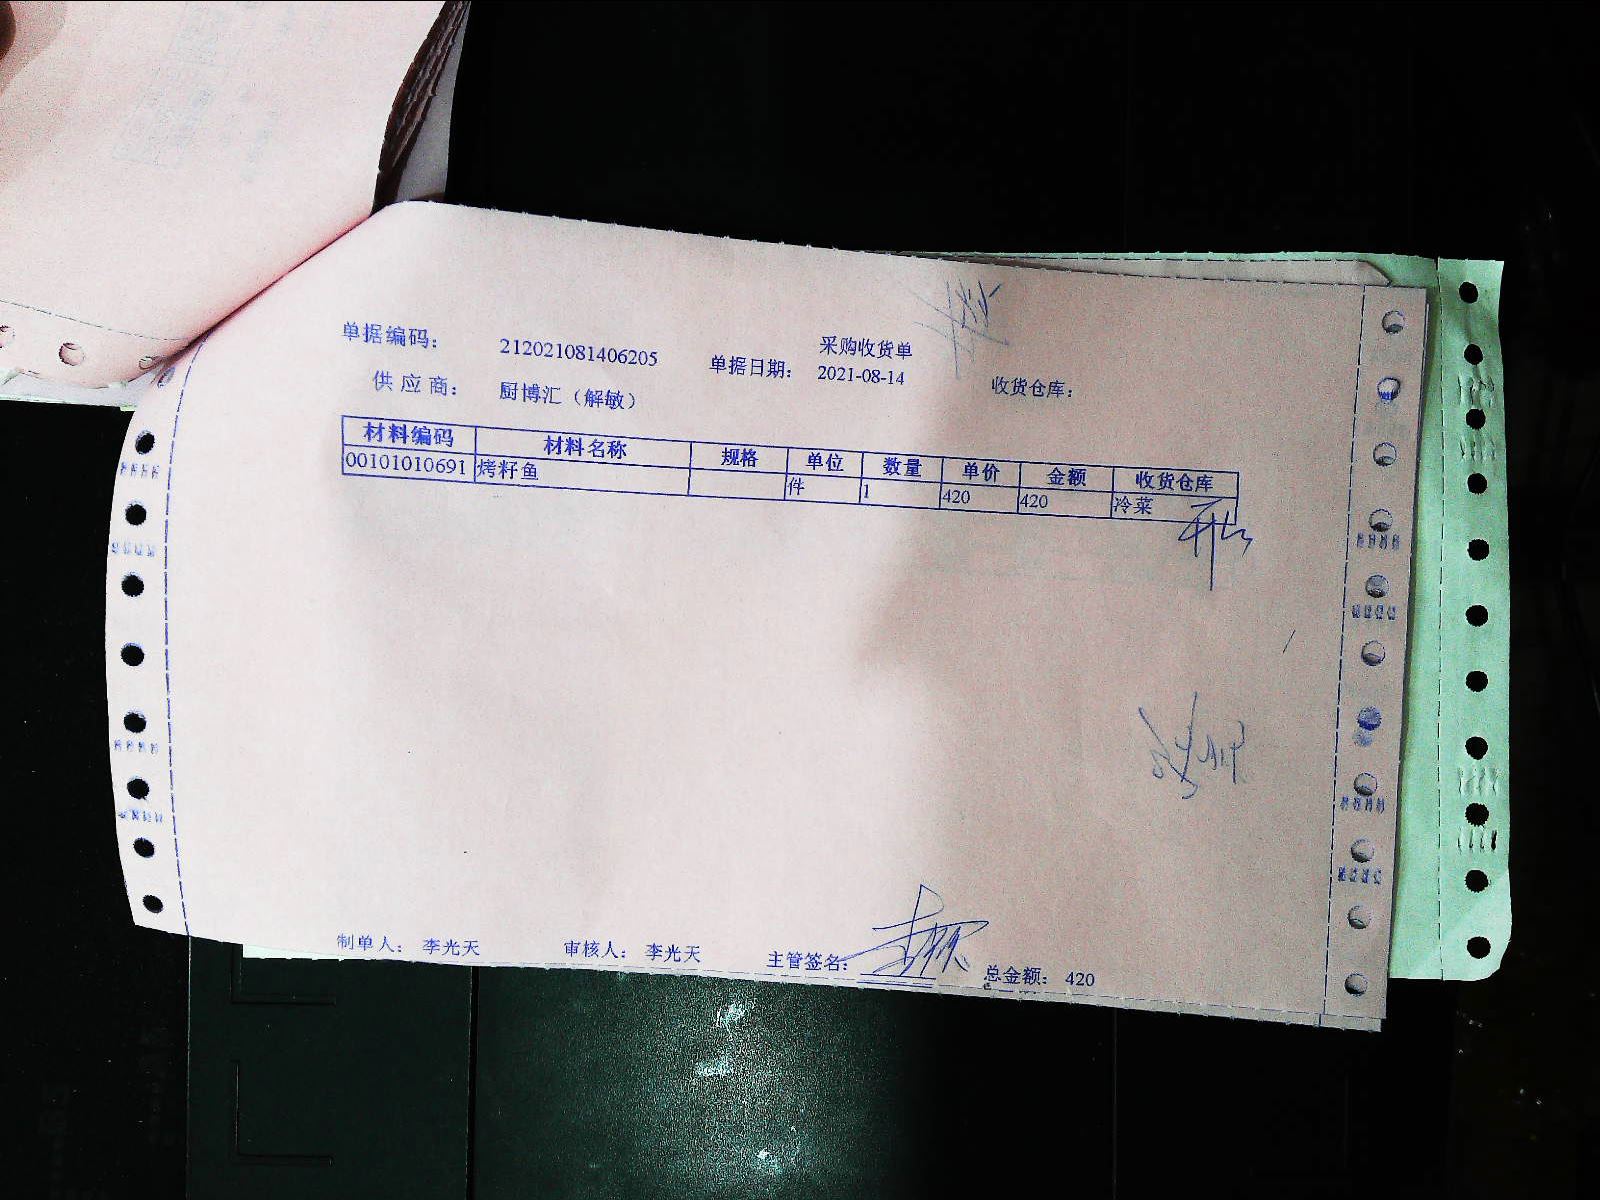 采购收货单
单据编码： 212021081406205 单据日期： 2021-08-14 收货仓库：
供应商： 厨博汇（解敏）
材料编码 材料名称 规格 单位 数量 单价 金额 收货仓库
00101010691 烤籽鱼 件 1 420 420 冷菜
制单人： 李光天 审核人： 李光天 主管签名： 总金额： 420